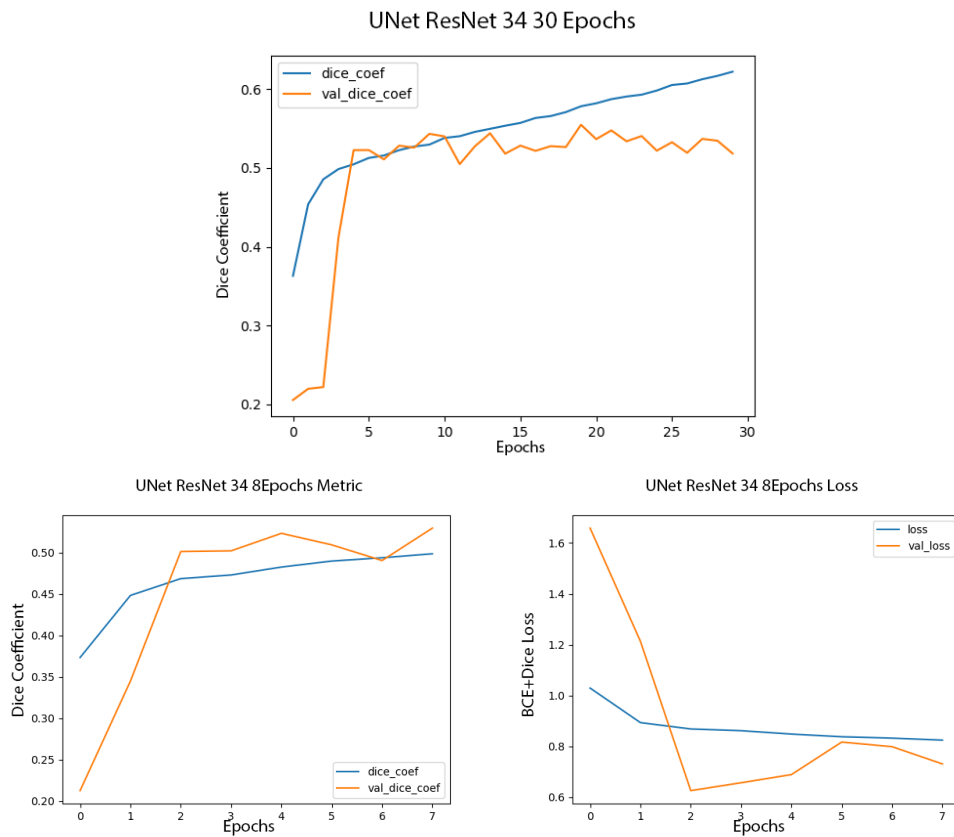 UNet ResNet 34 30 Epochs
dice_coef
val_dice_coef
0.6
0.5
0.4
0.3
0.2
Dice Coefficient
0 5 10 15 20 25 30
Epochs
UNet ResNet 34 8Epochs Metric
0.50
0.45
0.40
0.35
0.30
0.25
0.20
Dice Coefficient
dice_coef
val_dice_coef
0 1 2 3 4 5 6 7
Epochs
UNet ResNet 34 8Epochs Loss
loss
val_loss
1.6
1.4
1.2
1.0
0.8
0.6
BCE+Dice Loss
0 1 2 3 4 5 6 7
Epochs